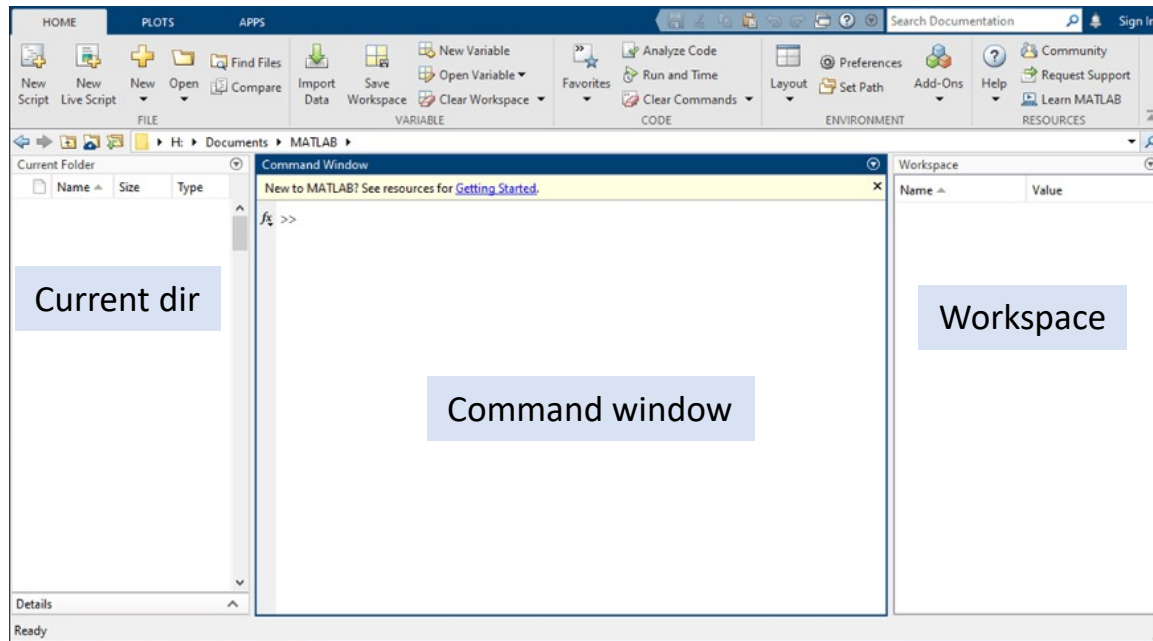 HOME PLOTS APPS Search Documentation Sign In
New Script
New Live Script
New
Open
Find Files
Compare
FILE
Import Data
Save Workspace
New Variable
Open Variable
Clear Workspace
VARIABLE
Favorites
Analyze Code
Run and Time
Clear Commands
CODE
Layout
Preferences
Set Path
Add-Ons
ENVIRONMENT
Help
Community
Request Support
Learn MATLAB
RESOURCES
H: Documents MATLAB
Current Folder
Name Size Type
Current dir
Details
Ready
Command Window
New to MATLAB? See resources for Getting Started.
fx >>
Command window
Workspace
Name Value
Workspace